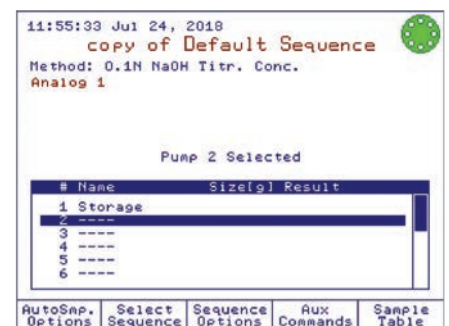 11:55:33 Jul 24, 2018
copy of Default Sequence
Method: 0.1N NaOH Titr. Conc.
Analog 1
Pump 2 Selected
# Name Size[g] Result
1 Storage
2 ----
3 ----
4 ----
5 ----
6 ----
AutoSmp. Options Select Sequence Sequence Options Aux Commands Sample Table